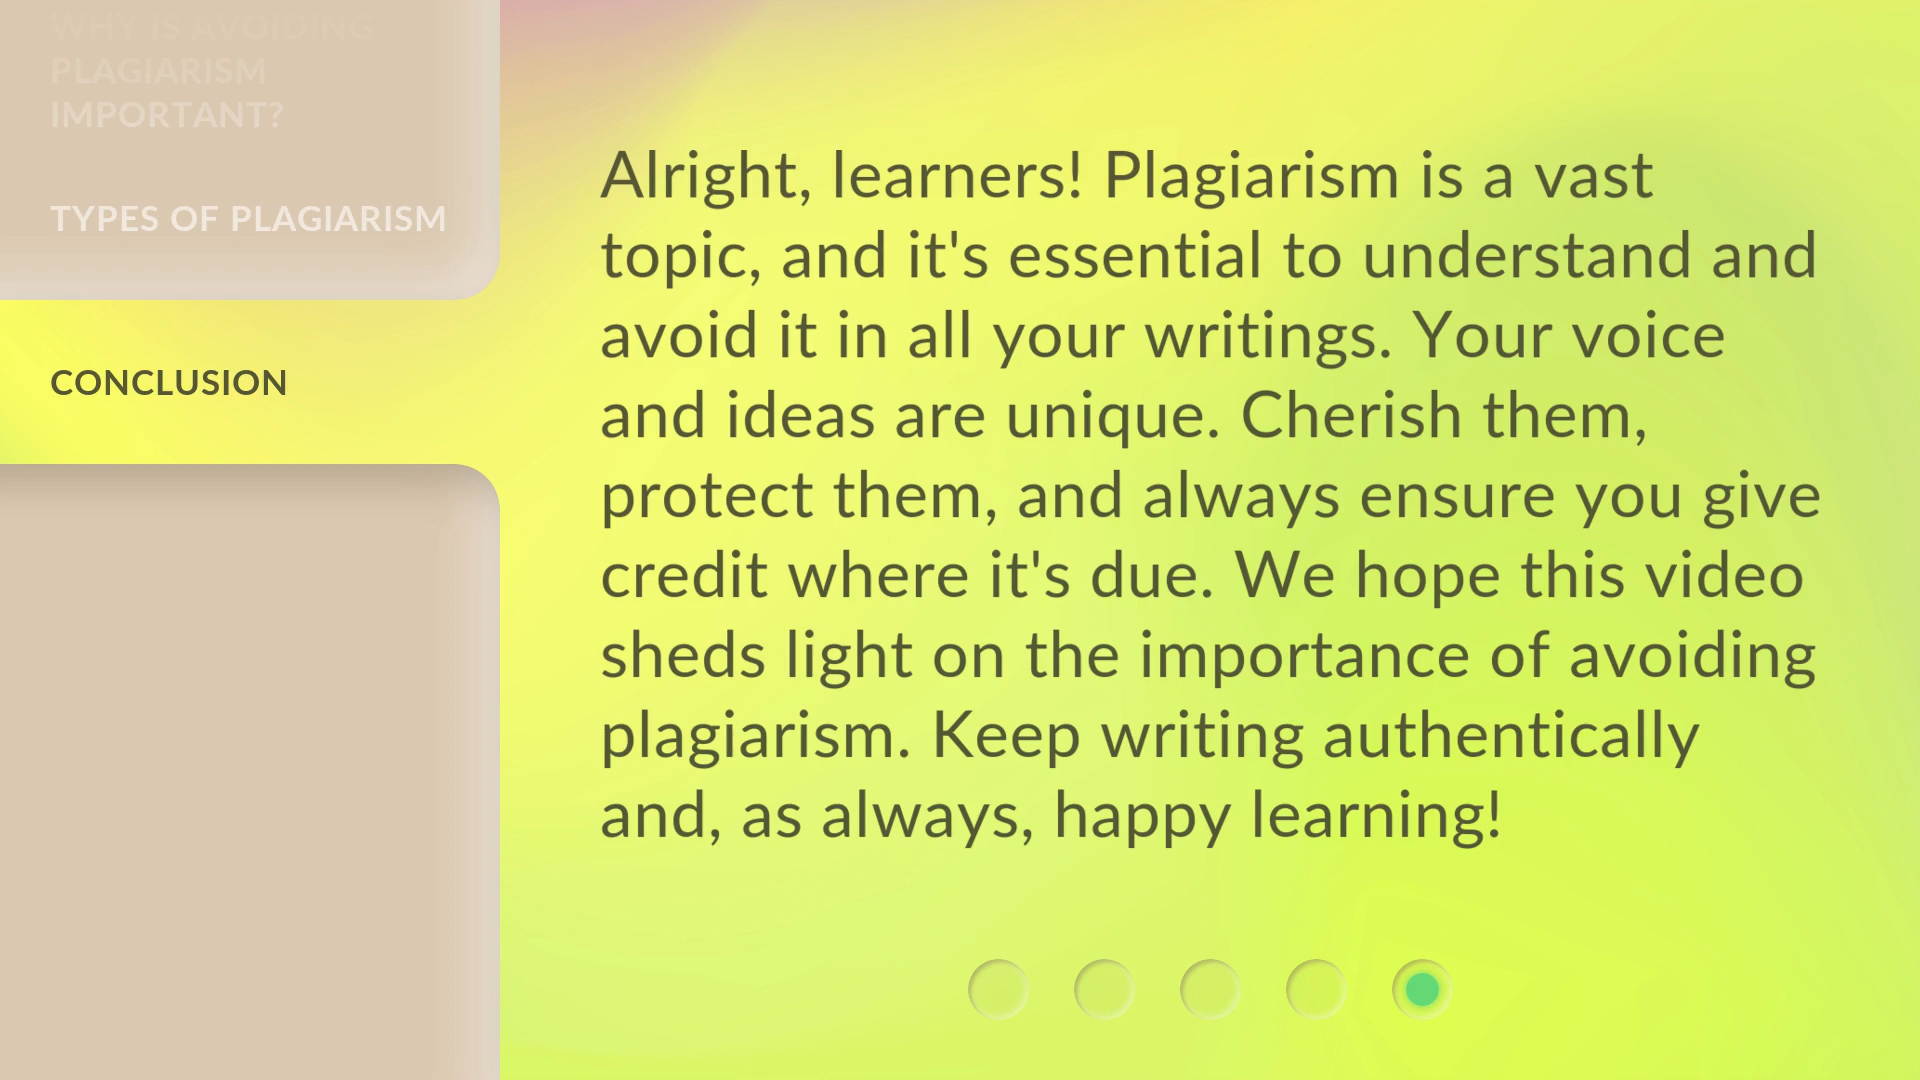 WHY IS AVOIDING
PLAGIARISM
IMPORTANT?
TYPES OF PLAGIARISM
CONCLUSION
Alright, learners! Plagiarism is a vast
topic, and it's essential to understand and
avoid it in all your writings. Your voice
and ideas are unique. Cherish them,
protect them, and always ensure you give
credit where it's due. We hope this video
sheds light on the importance of avoiding
plagiarism. Keep writing authentically
and, as always, happy learning!